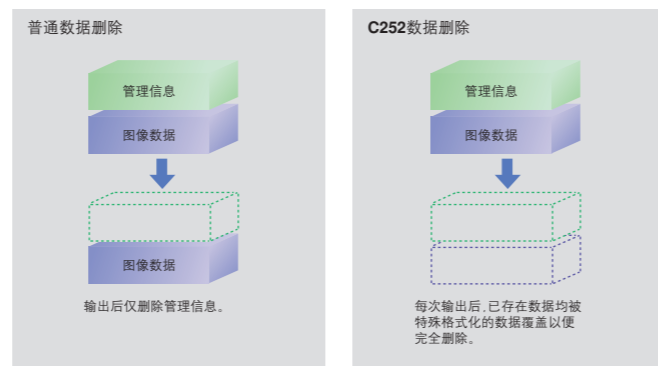 普通数据删除
管理信息
图像数据
图像数据
输出后仅删除管理信息。
C252数据删除
管理信息
图像数据
每次输出后,已存在数据均被
特殊格式化的数据覆盖以便
完全删除。